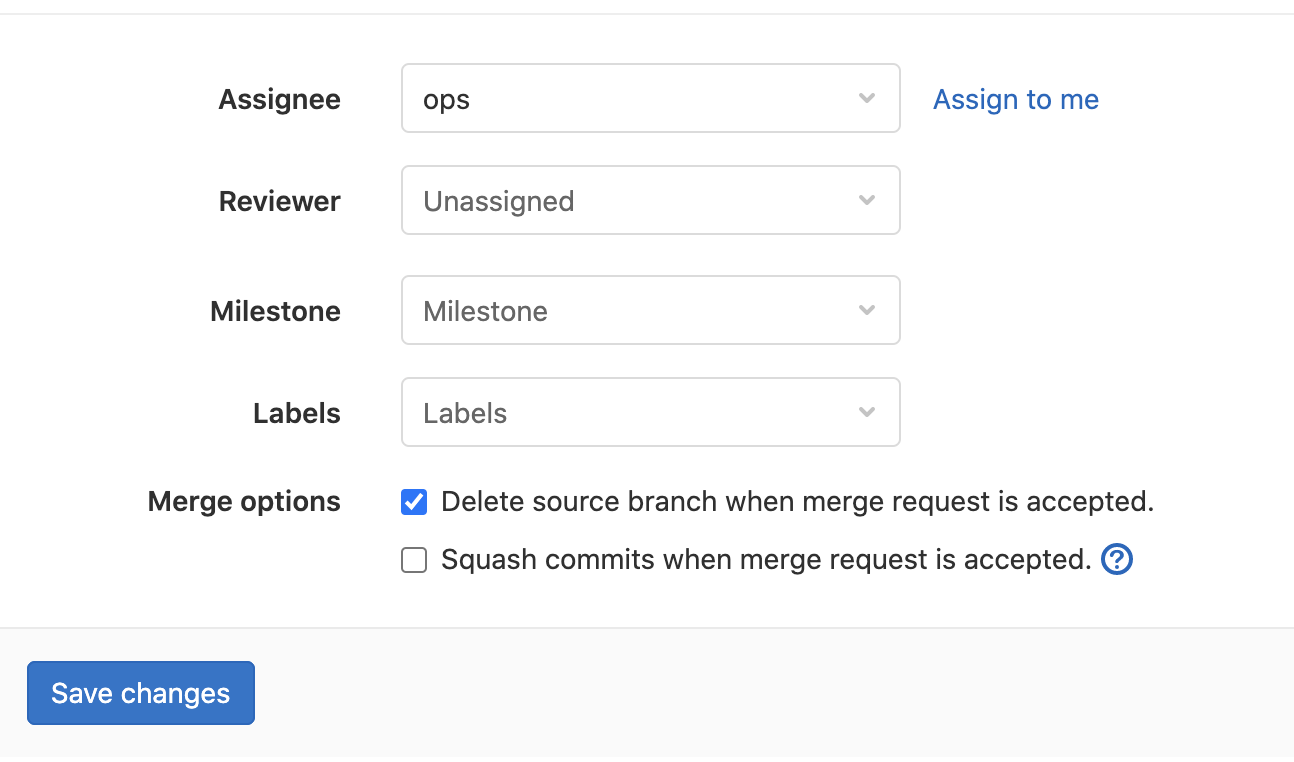 Assignee ops Assign to me
Reviewer Unassigned
Milestone Milestone
Labels Labels
Merge options Delete source branch when merge request is accepted.
Squash commits when merge request is accepted. ?
Save changes